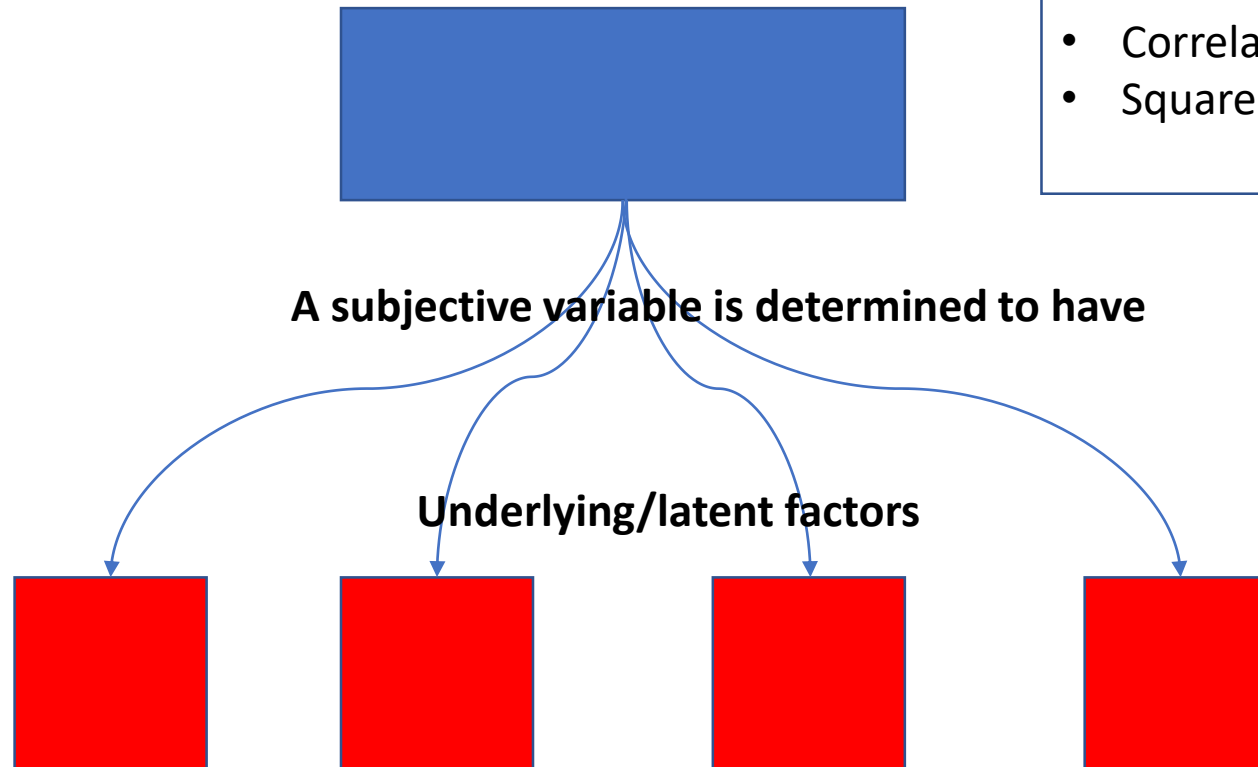 • Correla
• Square
A subjective variable is determined to have
Underlying/latent factors